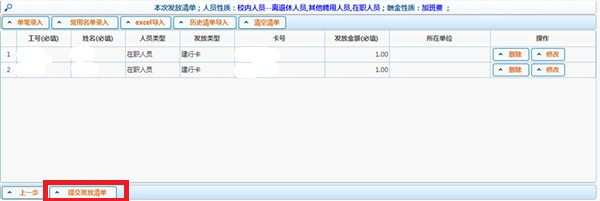 本次发放清单；人员性质：校内人员--离退休人员,其他聘用人员,在职人员；酬金性质：加班费 ；
单笔录入 常用名单录入 excel导入 历史清单导入 清空清单
工号(必填) 姓名(必填) 人员类型 发放类型 卡号 发放金额(必填) 所在单位 操作
1 在职人员 建行卡 1.00 删除 修改
2 在职人员 建行卡 1.00 删除 修改
上一步 提交发放清单